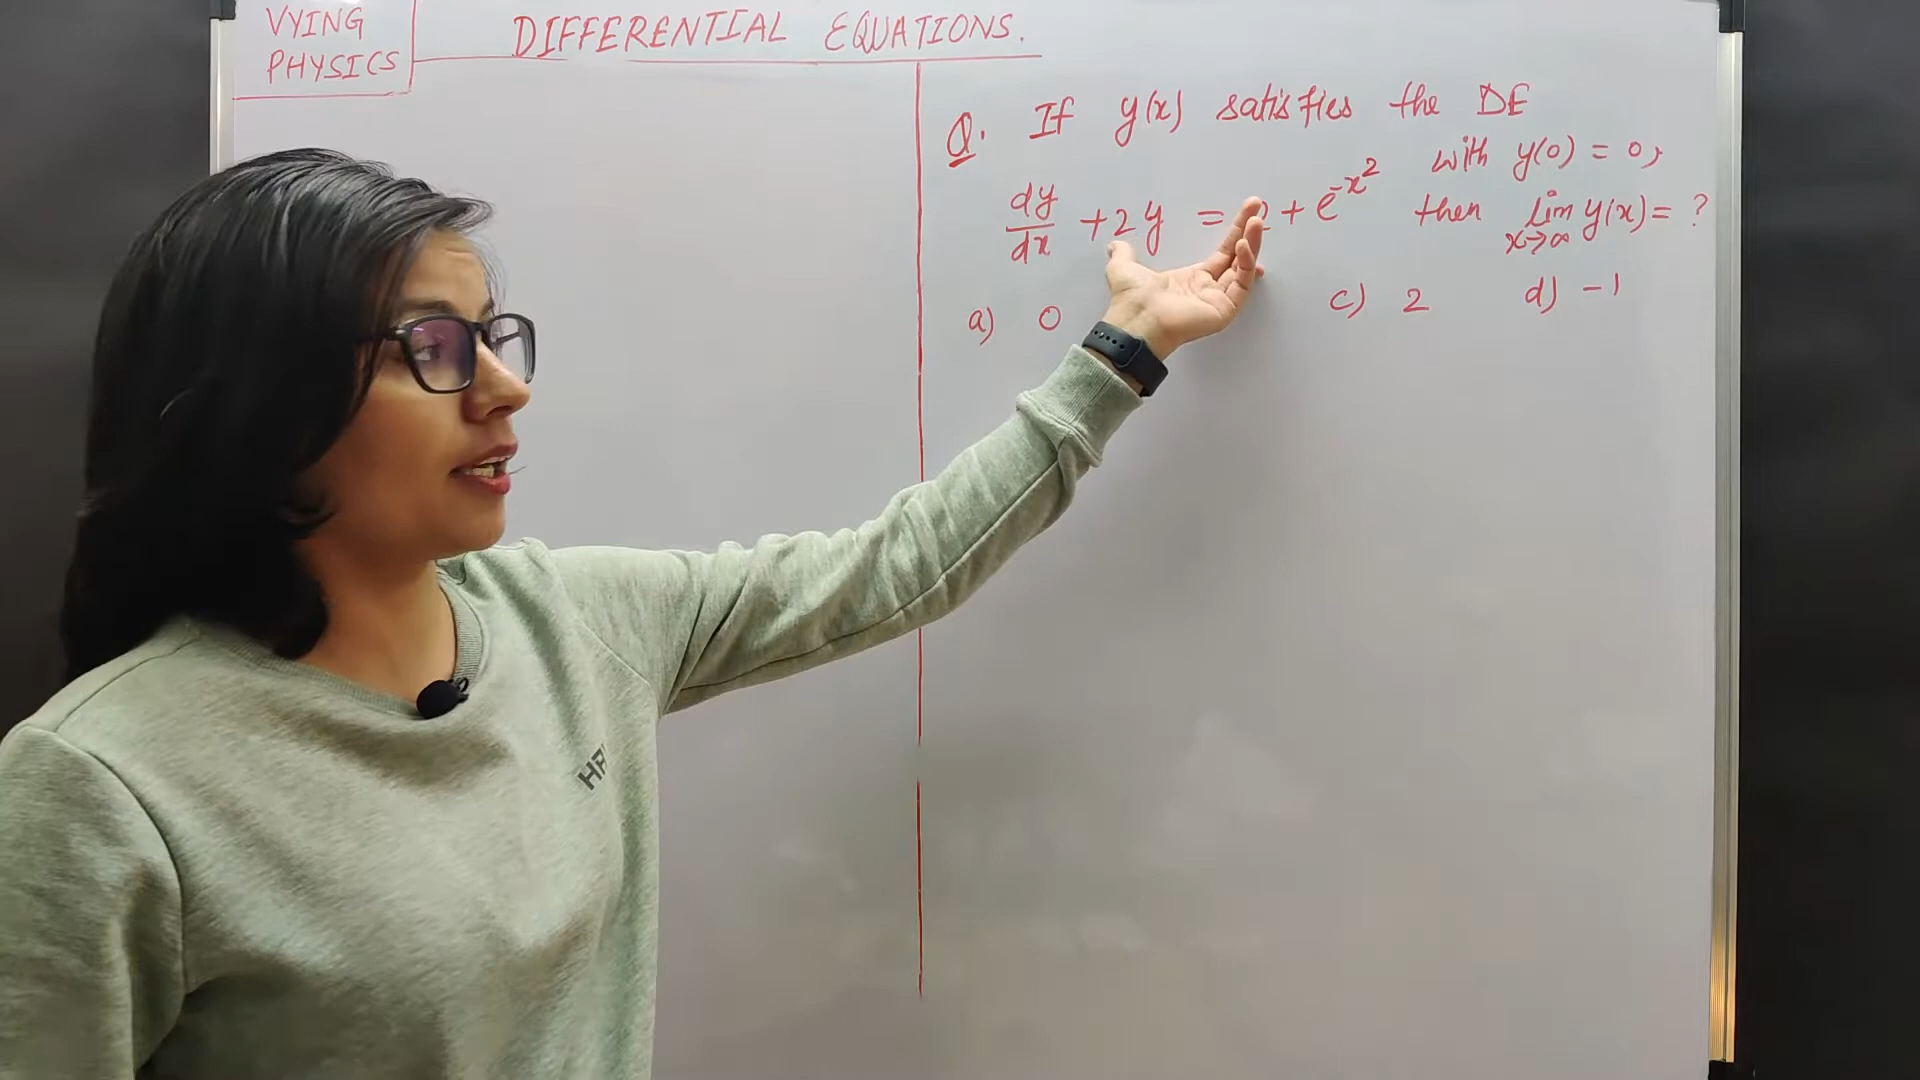 VYING
PHYSICS
DIFFERENTIAL EQUATIONS.
Q. If y(x) satisfies the DE
dy/dx + 2y = 2 + e^-x^2 with y(0) = 0,
then lim x→∞ y(x) = ?
a) 0 c) 2 d) -1